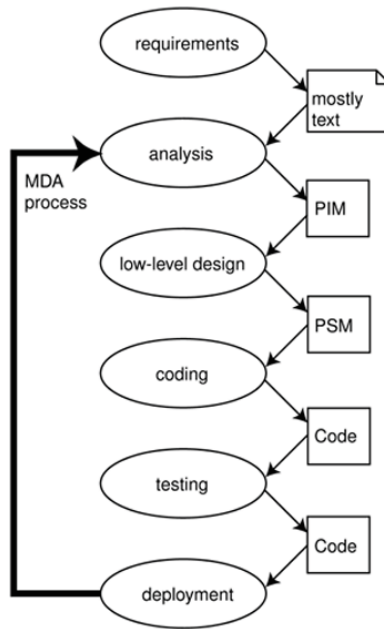 requirements
mostly
text
analysis
MDA
process
PIM
low-level design
PSM
coding
Code
testing
Code
deployment